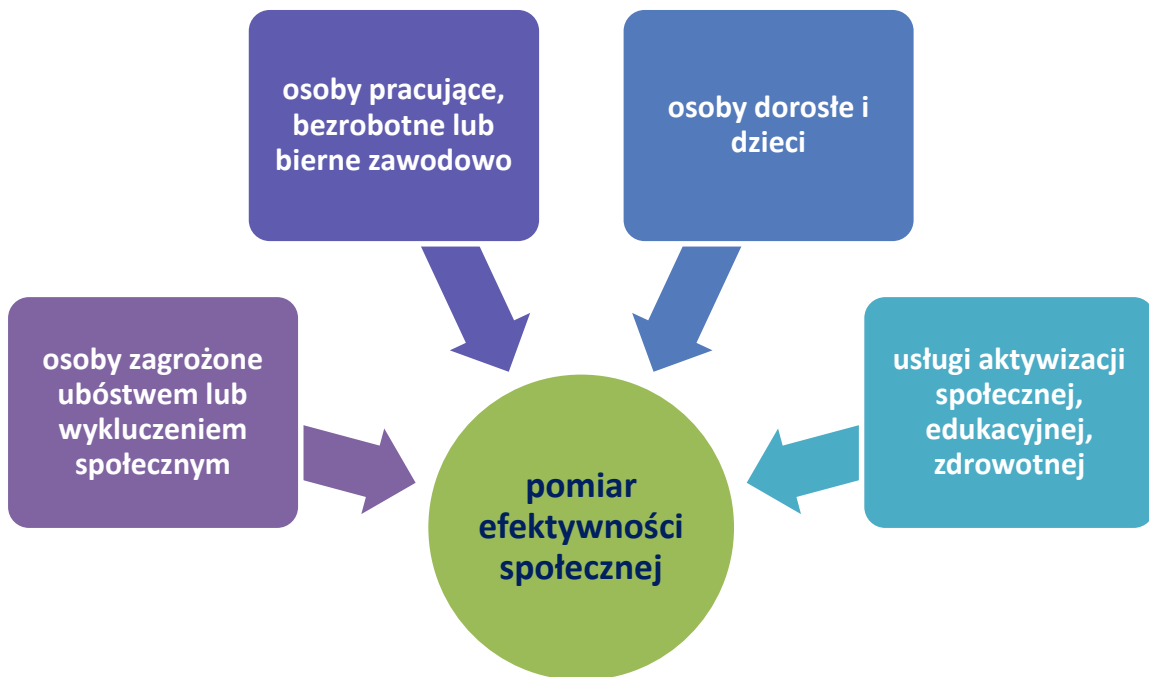 osoby pracujące,
bezrobotne lub
bierne zawodowo
osoby dorosłe i
dzieci
osoby zagrożone
ubóstwem lub
wykluczeniem
społecznym
usługi aktywizacji
społecznej,
edukacyjnej,
zdrowotnej
pomiar
efektywności
społecznej